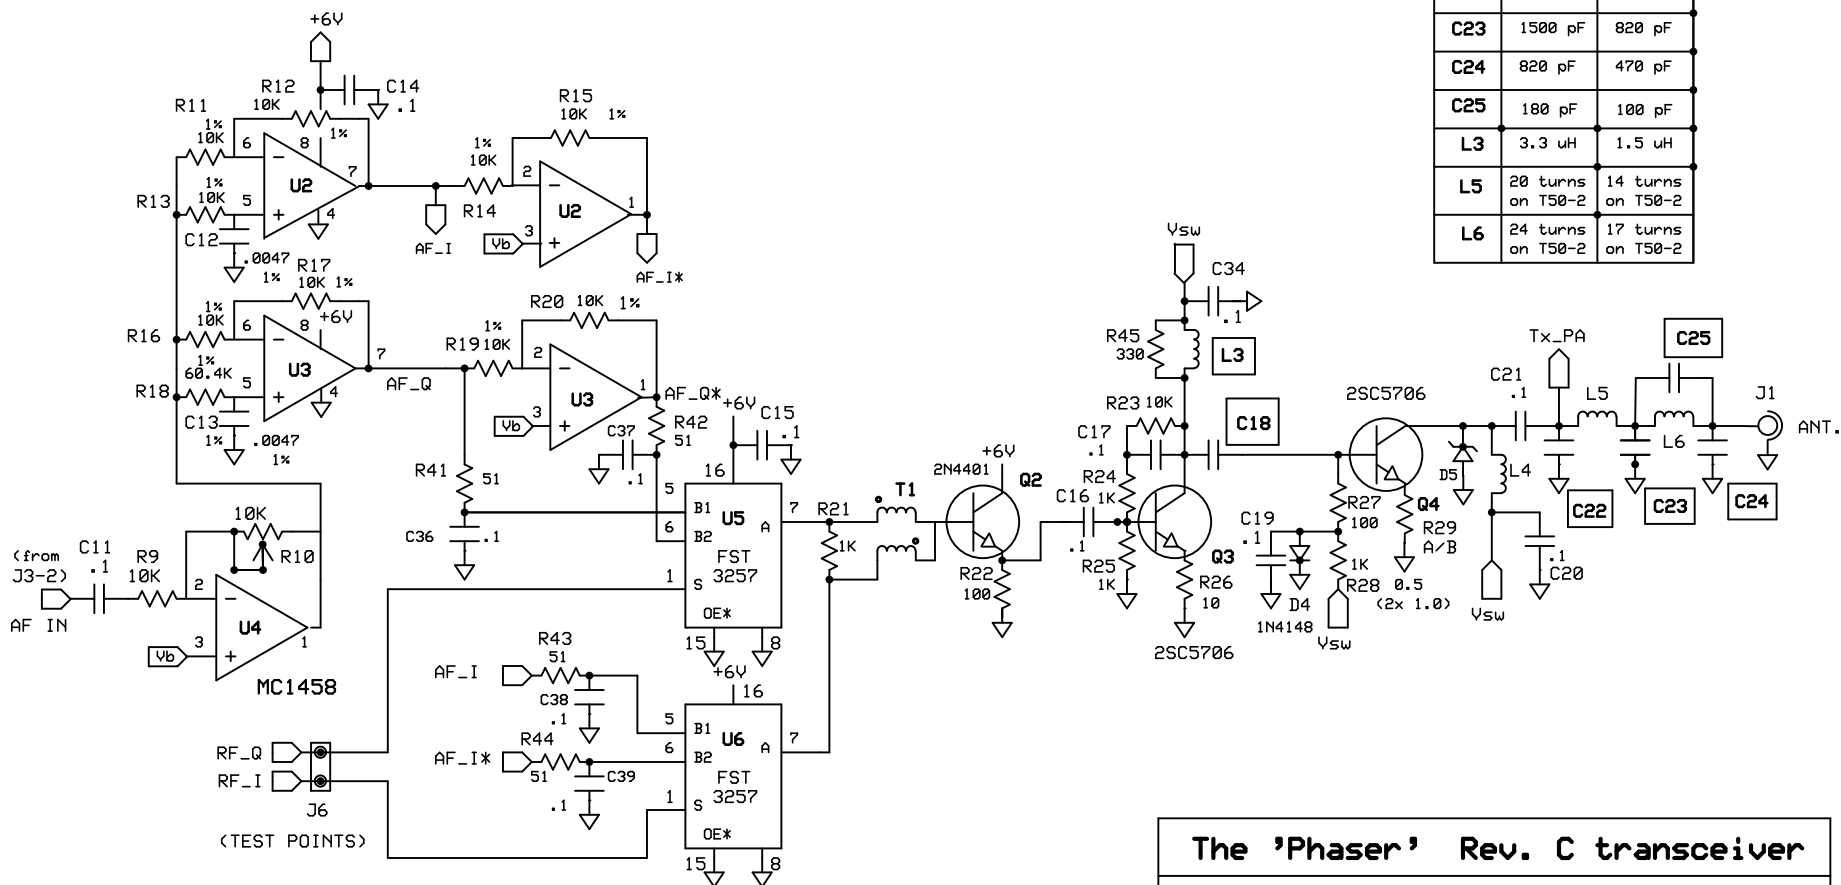 +6V
C14
.1
R12
10K
1%
R11
1%
10K
6
8
7
U2
5
4
R13
1%
10K
C12
.0047
1%
AF_I
R14
1%
10K
R15
10K 1%
2
U2
1
3
Vb
AF_I*
R17
10K 1%
+6V
R16
1%
10K
6
8
7
U3
5
4
R18
1%
60.4K
C13
1%
.0047
1%
AF_Q
R19
1%
10K
R20 10K 1%
2
U3
1
3
Vb
AF_Q*
R42
51
C37
.1
R41
51
C36
.1
+6V
C15
.1
16
5
B1
U5
A
7
6
B2
FST
3257
1
S
OE*
15
8
(from
J3-2)
AF IN
C11
.1
R9
10K
10K
R10
2
U4
1
3
Vb
MC1458
RF_Q
RF_I
J6
(TEST POINTS)
AF_I
R43
51
C38
.1
AF_I*
R44
51
C39
.1
+6V
16
5
B1
U6
A
7
6
B2
FST
3257
1
S
OE*
15
8
R21
1K
T1
2N4401
+6V
Q2
R22
100
C16
.1
Vsw
C34
.1
R45
330
L3
R23 10K
C17
.1
C18
R24
1K
R25
1K
Q3
R26
10
2SC5706
C19
.1
D4
1N4148
R27
100
1K
R28
Vsw
2SC5706
Q4
R29
A/B
0.5
(2x 1.0)
D5
L4
Vsw
.1
C20
C21
.1
Tx_PA
L5
C25
L6
J1
ANT.
C22
C23
C24
C23 1500 pF 820 pF
C24 820 pF 470 pF
C25 180 pF 100 pF
L3 3.3 uH 1.5 uH
L5 20 turns on T50-2 14 turns on T50-2
L6 24 turns on T50-2 17 turns on T50-2
The 'Phaser' Rev. C transceiver